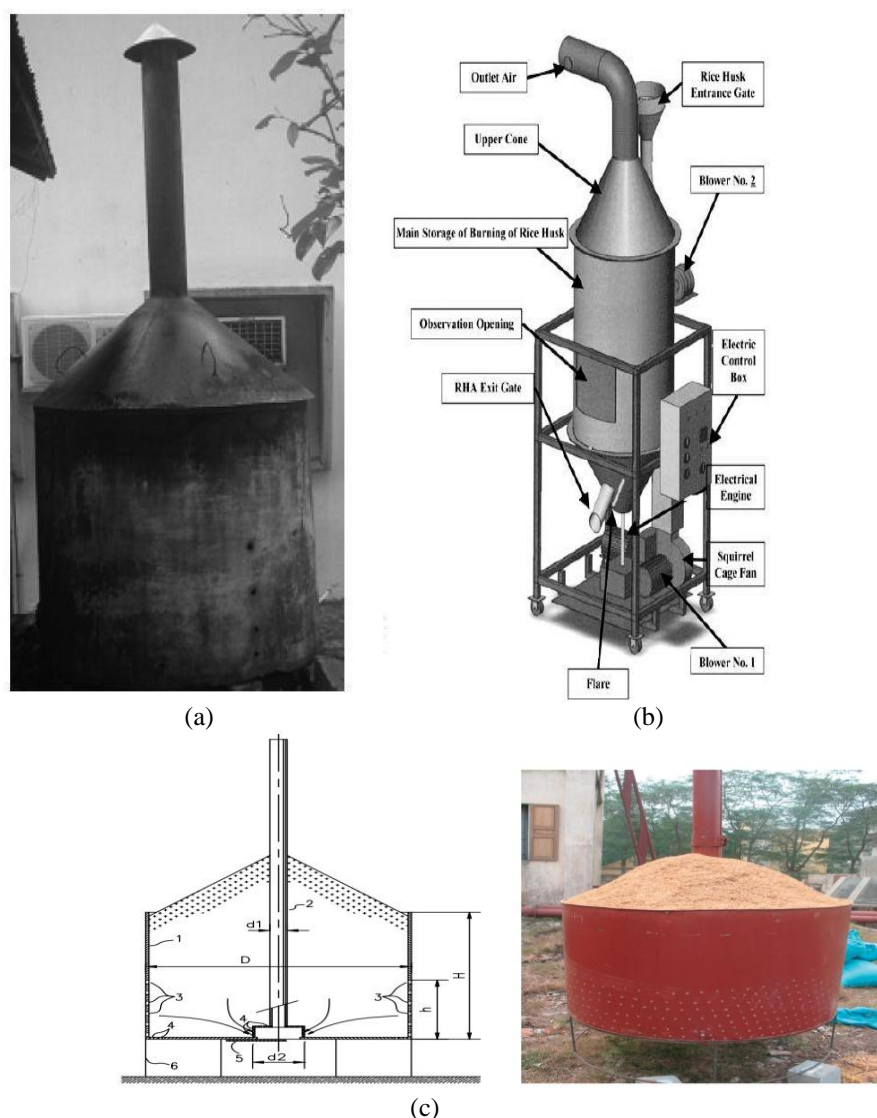 Outlet Air
Rice Husk
Entrance Gate
Upper Cone
Blower No. 2
Main Storage of Burning of Rice Husk
Observation Opening
Electric
Control
Box
RHA Exit Gate
Electrical
Engine
Squirrel
Cage Fan
Blower No. 1
Flare
(a)
(b)
1
2
d1
D
H
3
3
h
4
4
5
d2
6
(c)